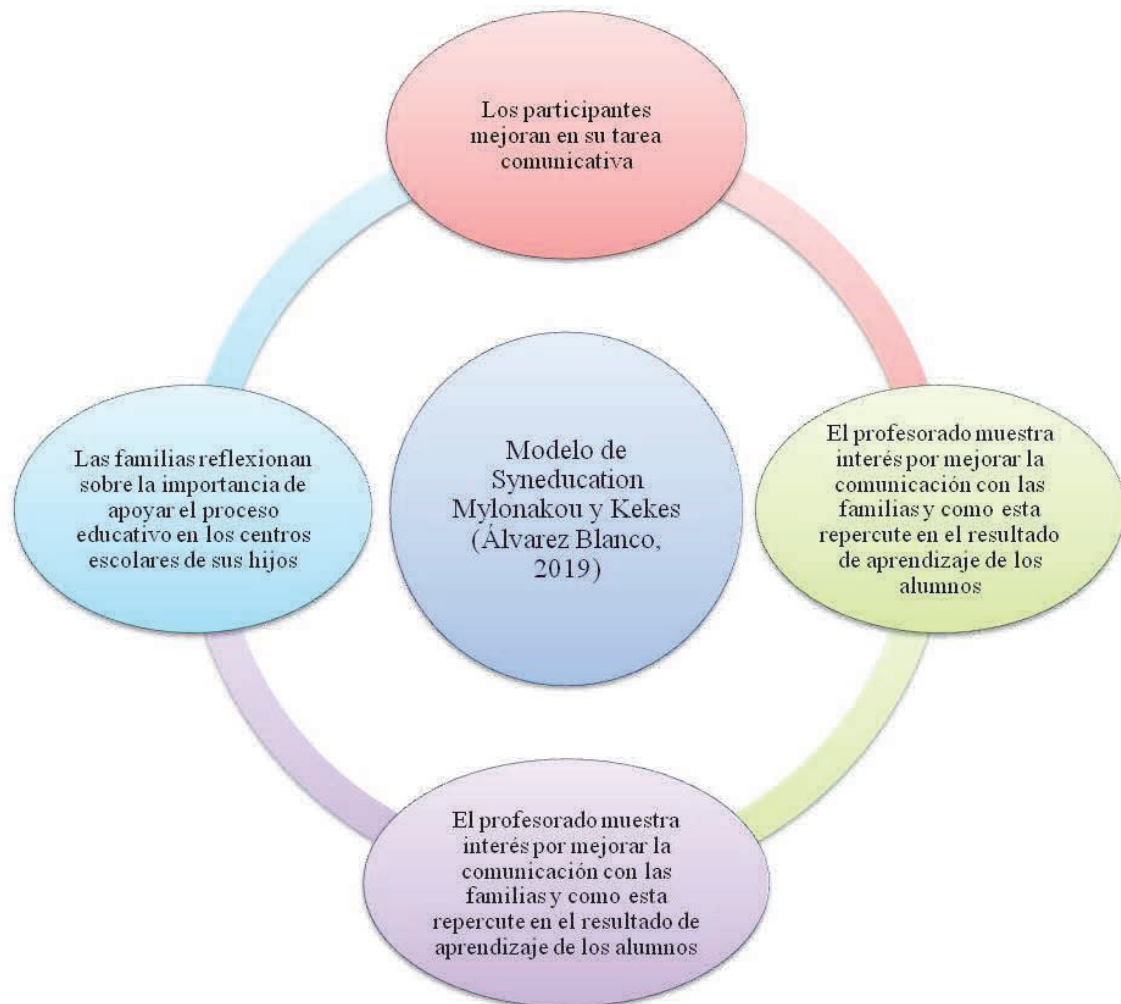 Los participantes
mejoran en su tarea
comunicativa
El profesorado muestra
interés por mejorar la
comunicación con las
familias y como esta
repercute en el resultado
de aprendizaje de los
alumnos
El profesorado muestra
interés por mejorar la
comunicación con las
familias y como esta
repercute en el resultado de
aprendizaje de los alumnos
Las familias reflexionan
sobre la importancia de
apoyar el proceso
educativo en los centros
escolares de sus hijos
Modelo de
Syneducation
Mylonakou y Kekes
(Álvarez Blanco,
2019)